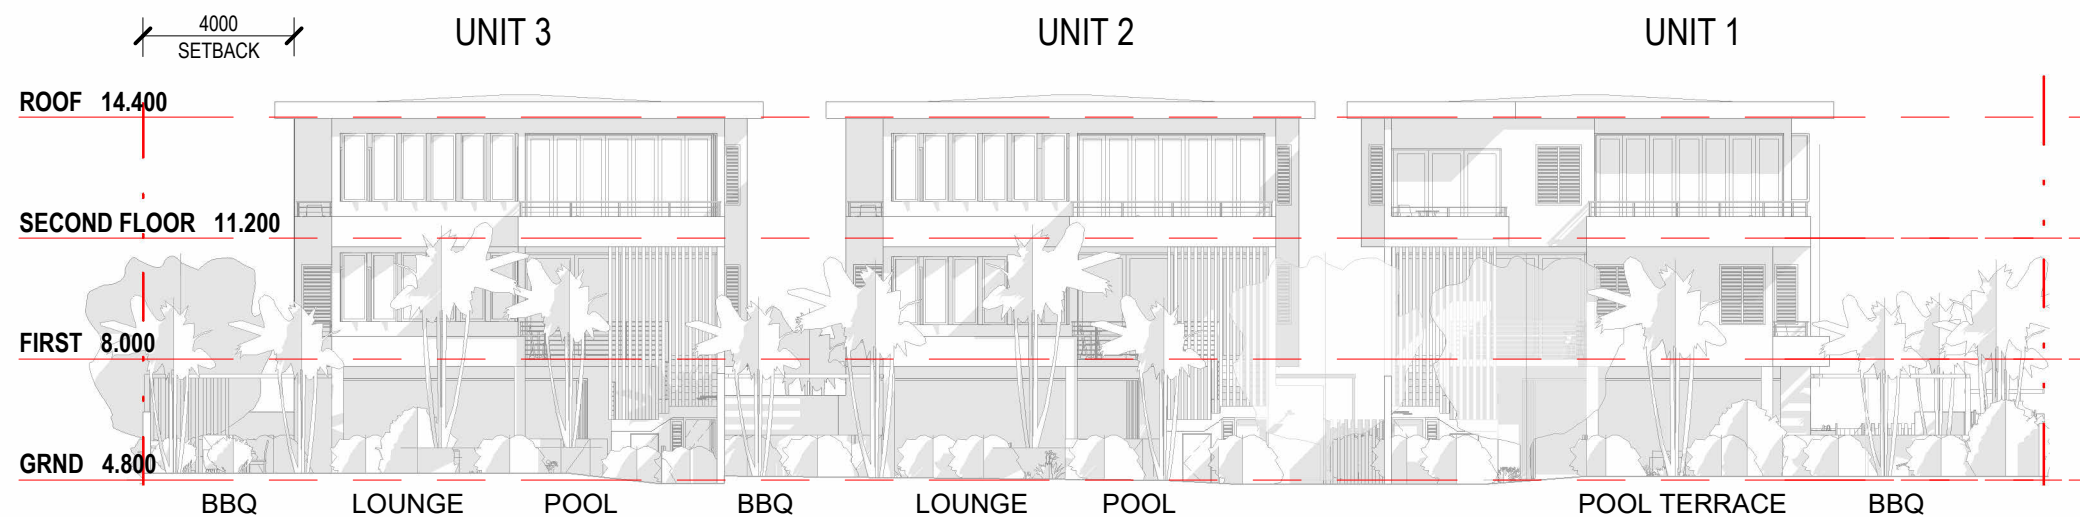 4000
SETBACK
UNIT 3
UNIT 2
UNIT 1
ROOF 14.400
SECOND FLOOR 11.200
FIRST 8.000
GRND 4.800
BBQ LOUNGE POOL BBQ LOUNGE POOL POOL TERRACE BBQ